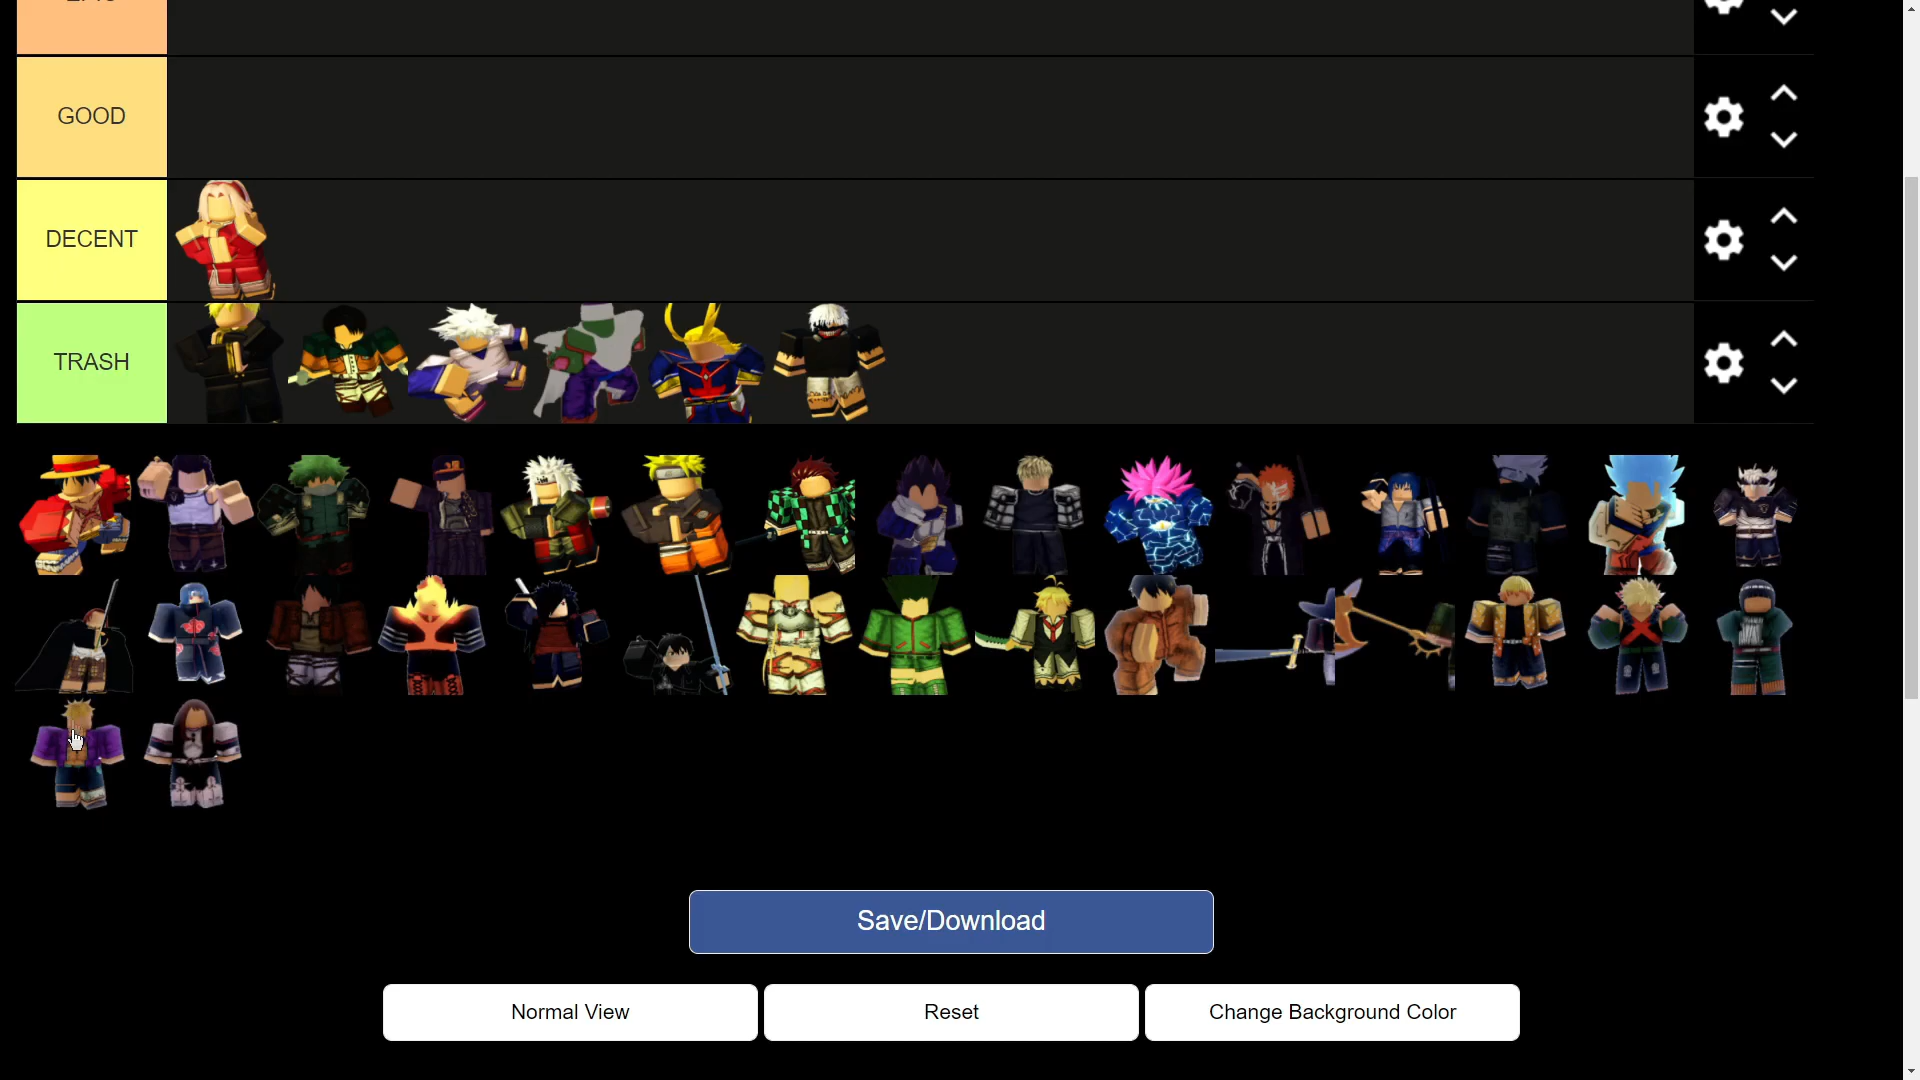 GOOD
DECENT
TRASH
Save/Download
Normal View
Reset
Change Background Color